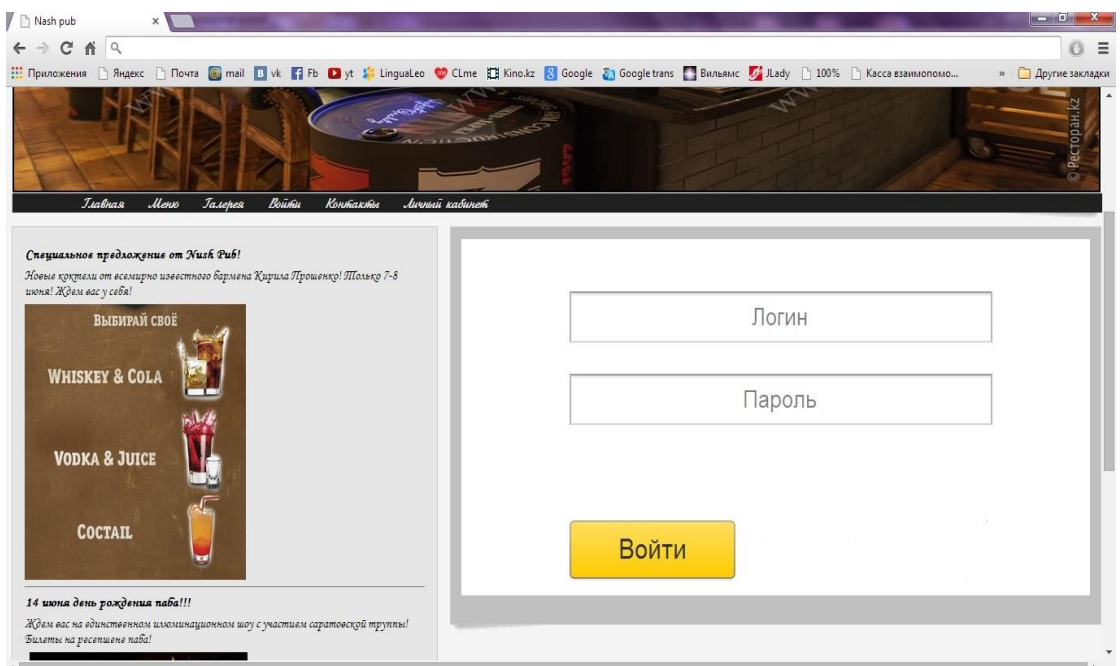 Nash pub
Приложения Яндекс Почта mail vk Fb yt LinguaLeo CLme Kino.kz Google Google trans Вильямс JLady 100% Касса взаимопомо... » Другие закладки
© Ресторан.kz
Главная Меню Галерея Войти Контакты Личный кабинет
Специальное предложение от Nush Pub!
Новые коктели от всемирно известного бармена Кирила Прошенко! Только 7-8
июня! Ждем вас у себя!
Выбирай своё
Whiskey & Cola
Vodka & Juice
Coctail
14 июня день рождения паба!!!
Ждем вас на единственном илюминационном шоу с участием саратовской труппы!
Билеты на ресепшене паба!
Логин
Пароль
Войти